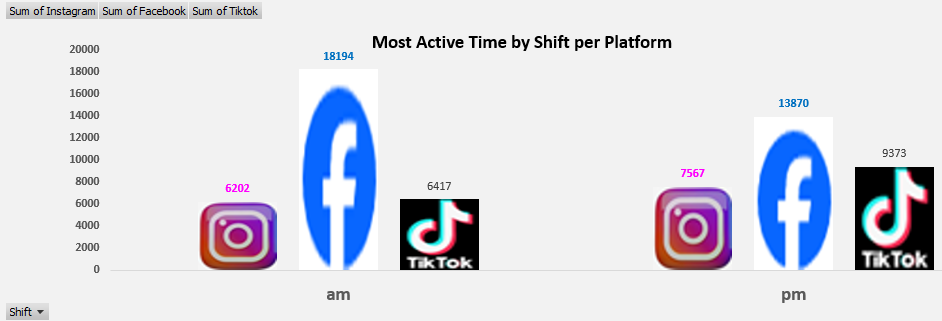 Sum of Instagram Sum of Facebook Sum of Tiktok
Most Active Time by Shift per Platform
20000
18000
16000
14000
12000
10000
8000
6000
4000
2000
0
6202
18194
6417
TikTok
7567
13870
9373
TikTok
am
pm
Shift